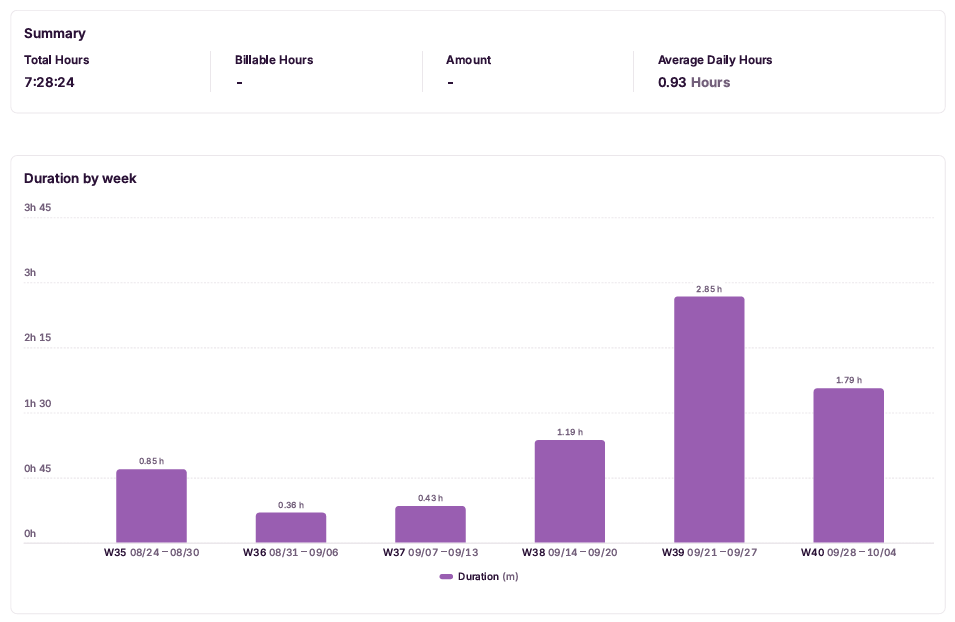 Summary
Total Hours Billable Hours Amount Average Daily Hours
7:28:24 - - 0.93 Hours
Duration by week
3h 45
3h
2.85 h
2h 15
1.79 h
1h 30
1.19 h
0.85 h
0h 45
0.43 h
0.36 h
0h
W35 08/24 – 08/30 W36 08/31 – 09/06 W37 09/07 – 09/13 W38 09/14 – 09/20 W39 09/21 – 09/27 W40 09/28 – 10/04
Duration (m)